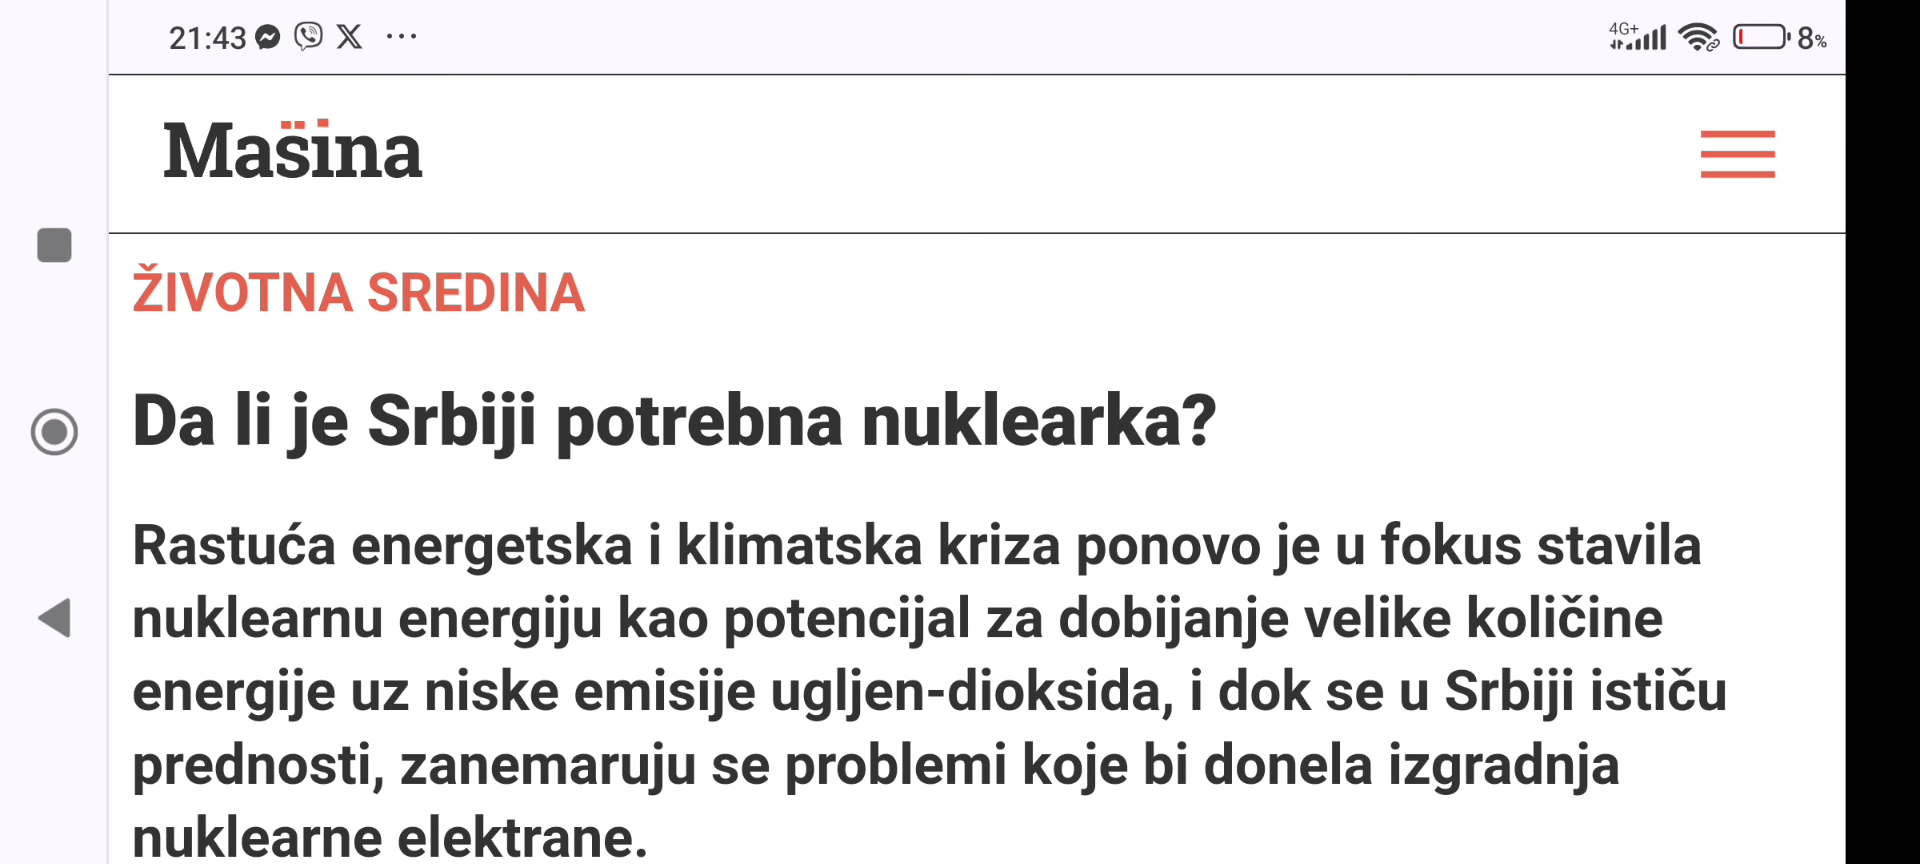 21:43
4G+
8%
Mašina
ŽIVOTNA SREDINA
Da li je Srbiji potrebna nuklearka?
Rastuća energetska i klimatska kriza ponovo je u fokus stavila
nuklearnu energiju kao potencijal za dobijanje velike količine
energije uz niske emisije ugljen-dioksida, i dok se u Srbiji ističu
prednosti, zanemaruju se problemi koje bi donela izgradnja
nuklearne elektrane.